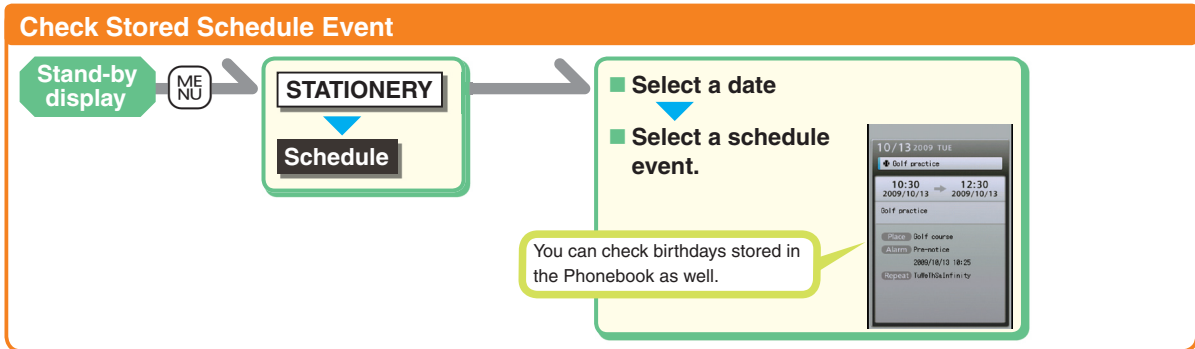 Check Stored Schedule Event
Stand-by
display
ME
NU
STATIONERY
Schedule
Select a date
Select a schedule
event.
You can check birthdays stored in
the Phonebook as well.
10/13 2009 TUE
Golf practice
10:30 12:30
2009/10/13 2009/10/13
Golf practice
Place Golf course
Alarm Pre-notice
2009/10/13 10:25
Repeat TuWeThSaInfinity